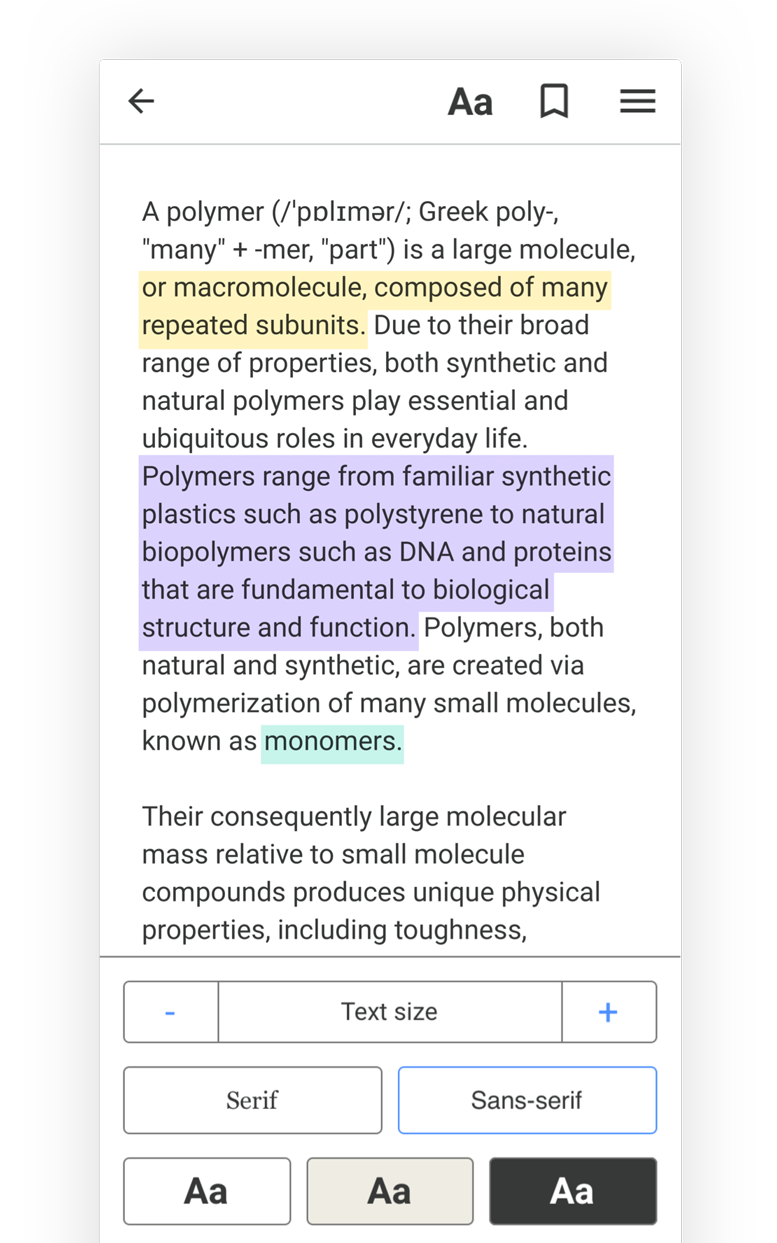 Aa
A polymer (/ˈpɒlɪmər/; Greek poly-,
"many" + -mer, "part") is a large molecule,
or macromolecule, composed of many
repeated subunits. Due to their broad
range of properties, both synthetic and
natural polymers play essential and
ubiquitous roles in everyday life.
Polymers range from familiar synthetic
plastics such as polystyrene to natural
biopolymers such as DNA and proteins
that are fundamental to biological
structure and function. Polymers, both
natural and synthetic, are created via
polymerization of many small molecules,
known as monomers.
Their consequently large molecular
mass relative to small molecule
compounds produces unique physical
properties, including toughness,
- Text size +
Serif Sans-serif
Aa Aa Aa